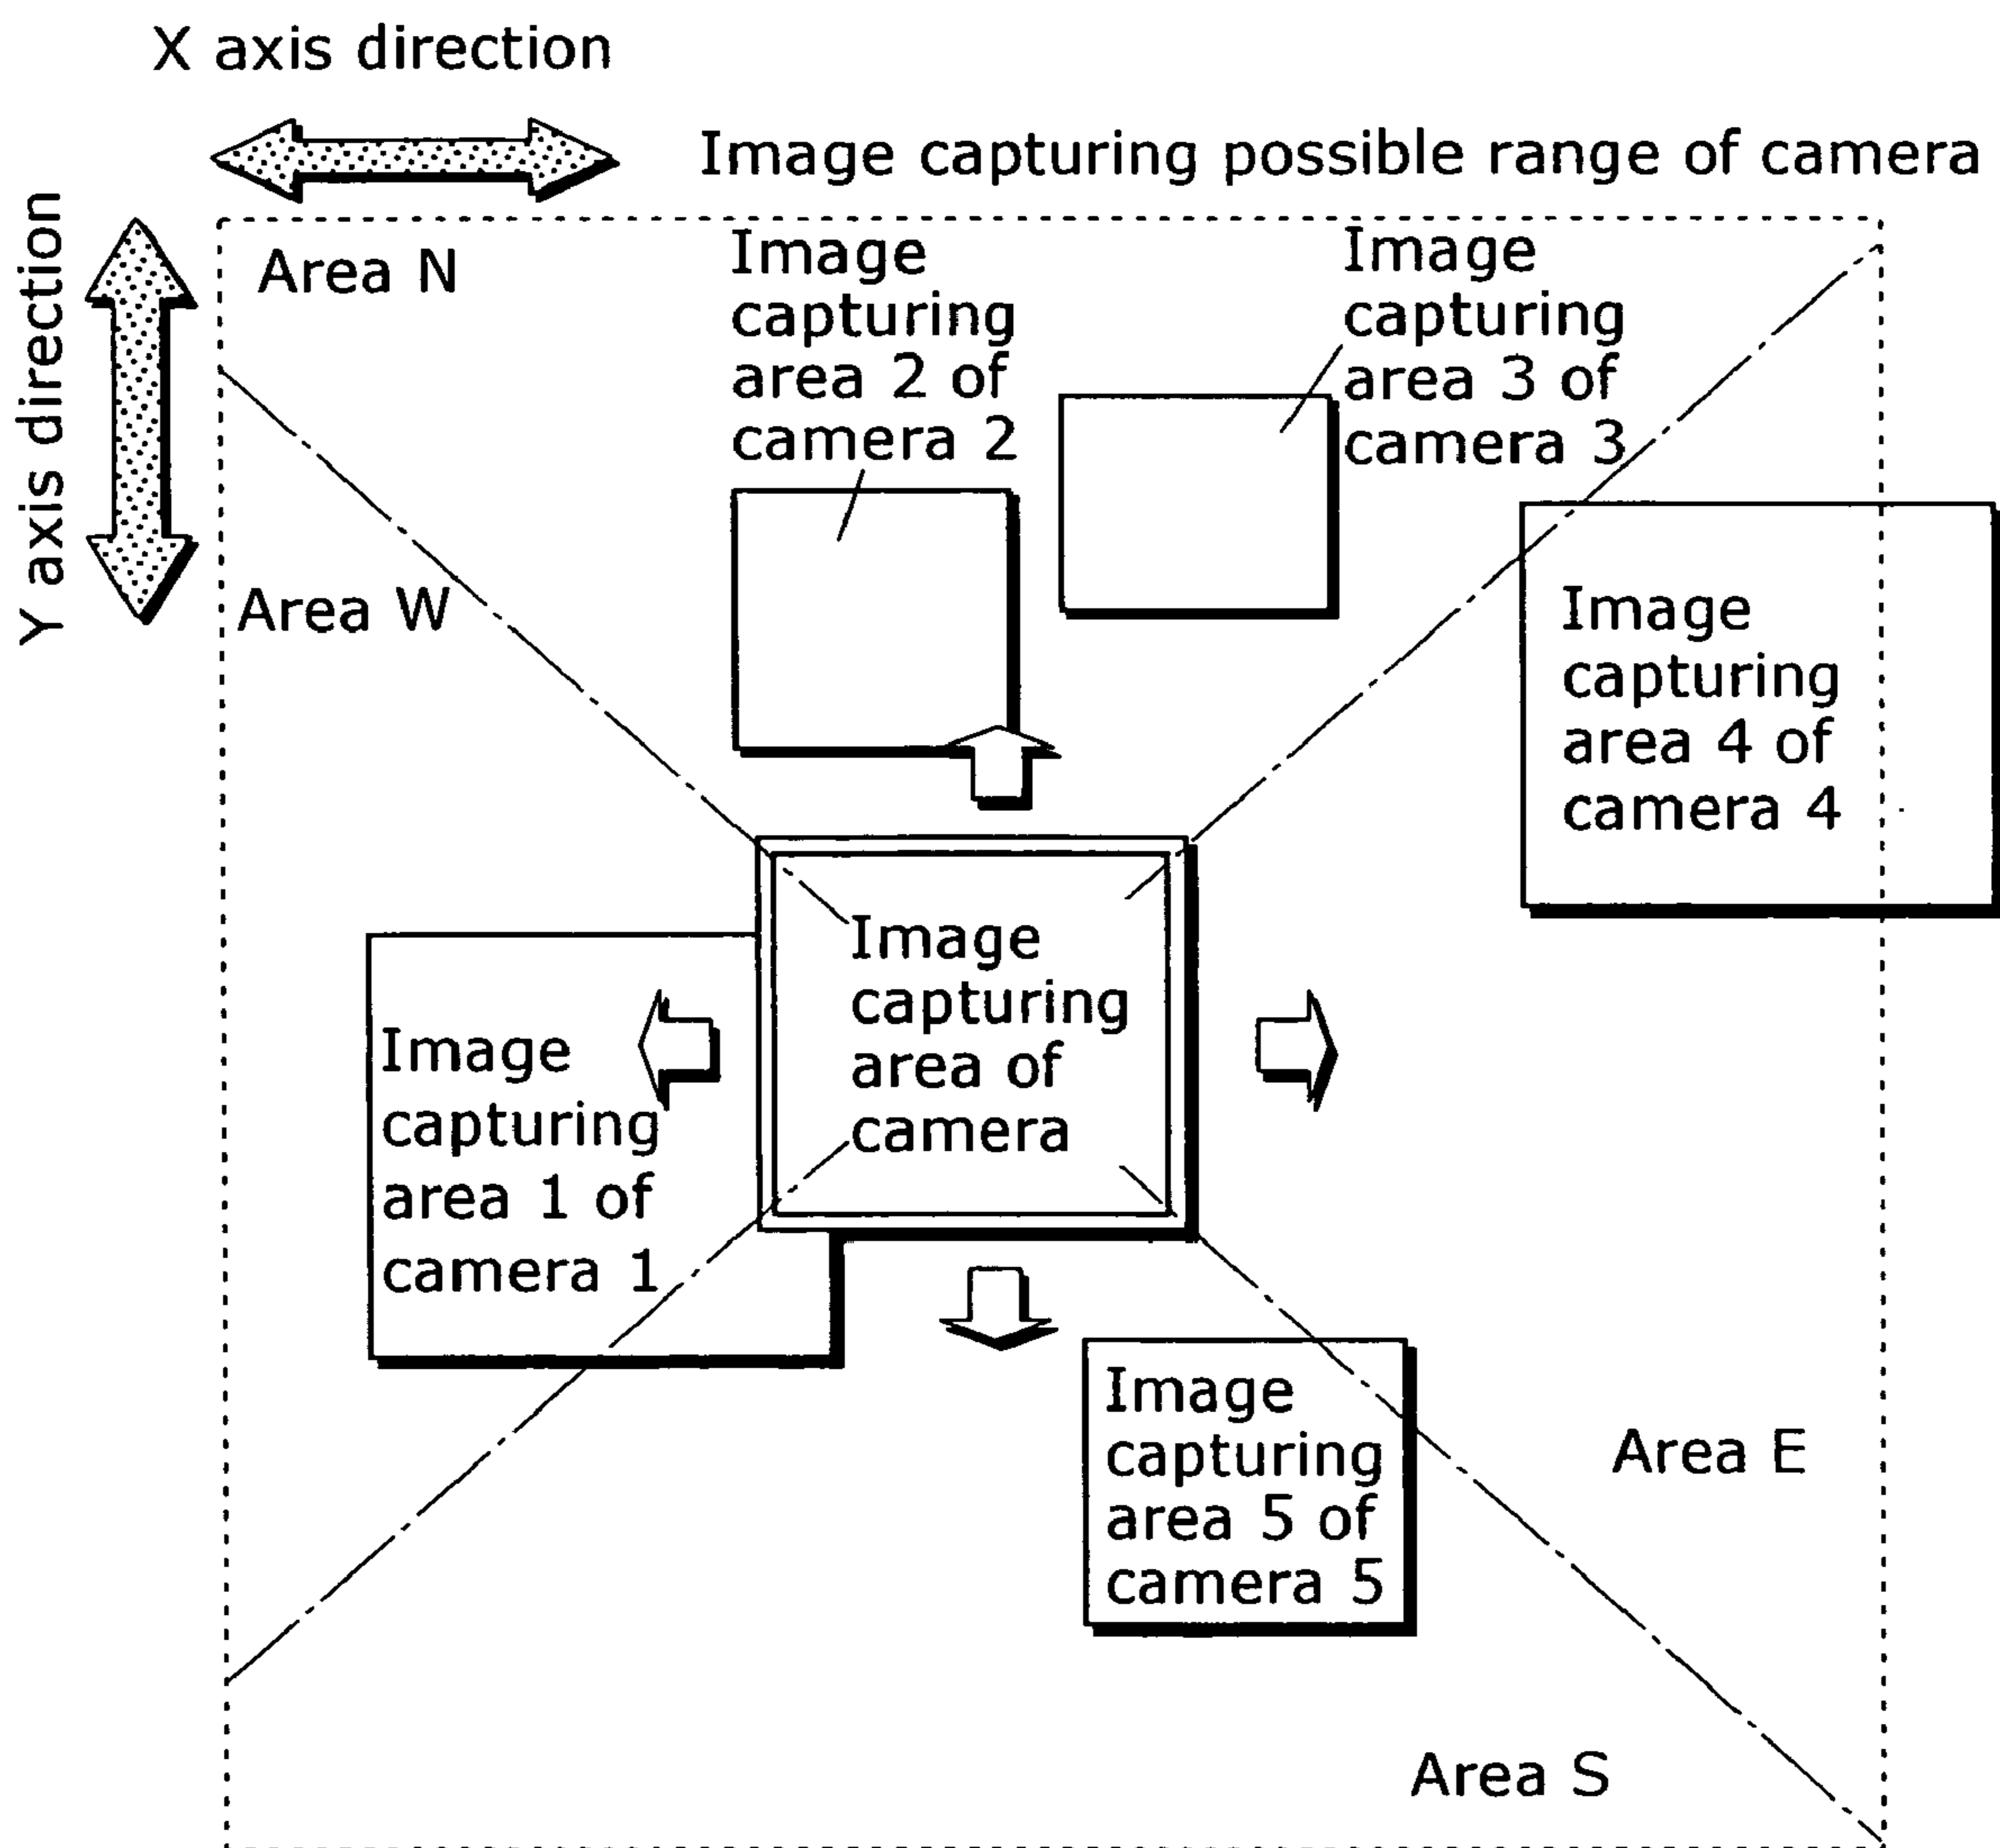 X axis direction
Image capturing possible range of camera
Y axis direction
Area N
Image
capturing
area 2 of
camera 2
Image
capturing
area 3 of
camera 3
Area W
Image
capturing
area 4 of
camera 4
Image
capturing
area of
camera
Image
capturing
area 1 of
camera 1
Image
capturing
area 5 of
camera 5
Area E
Area S